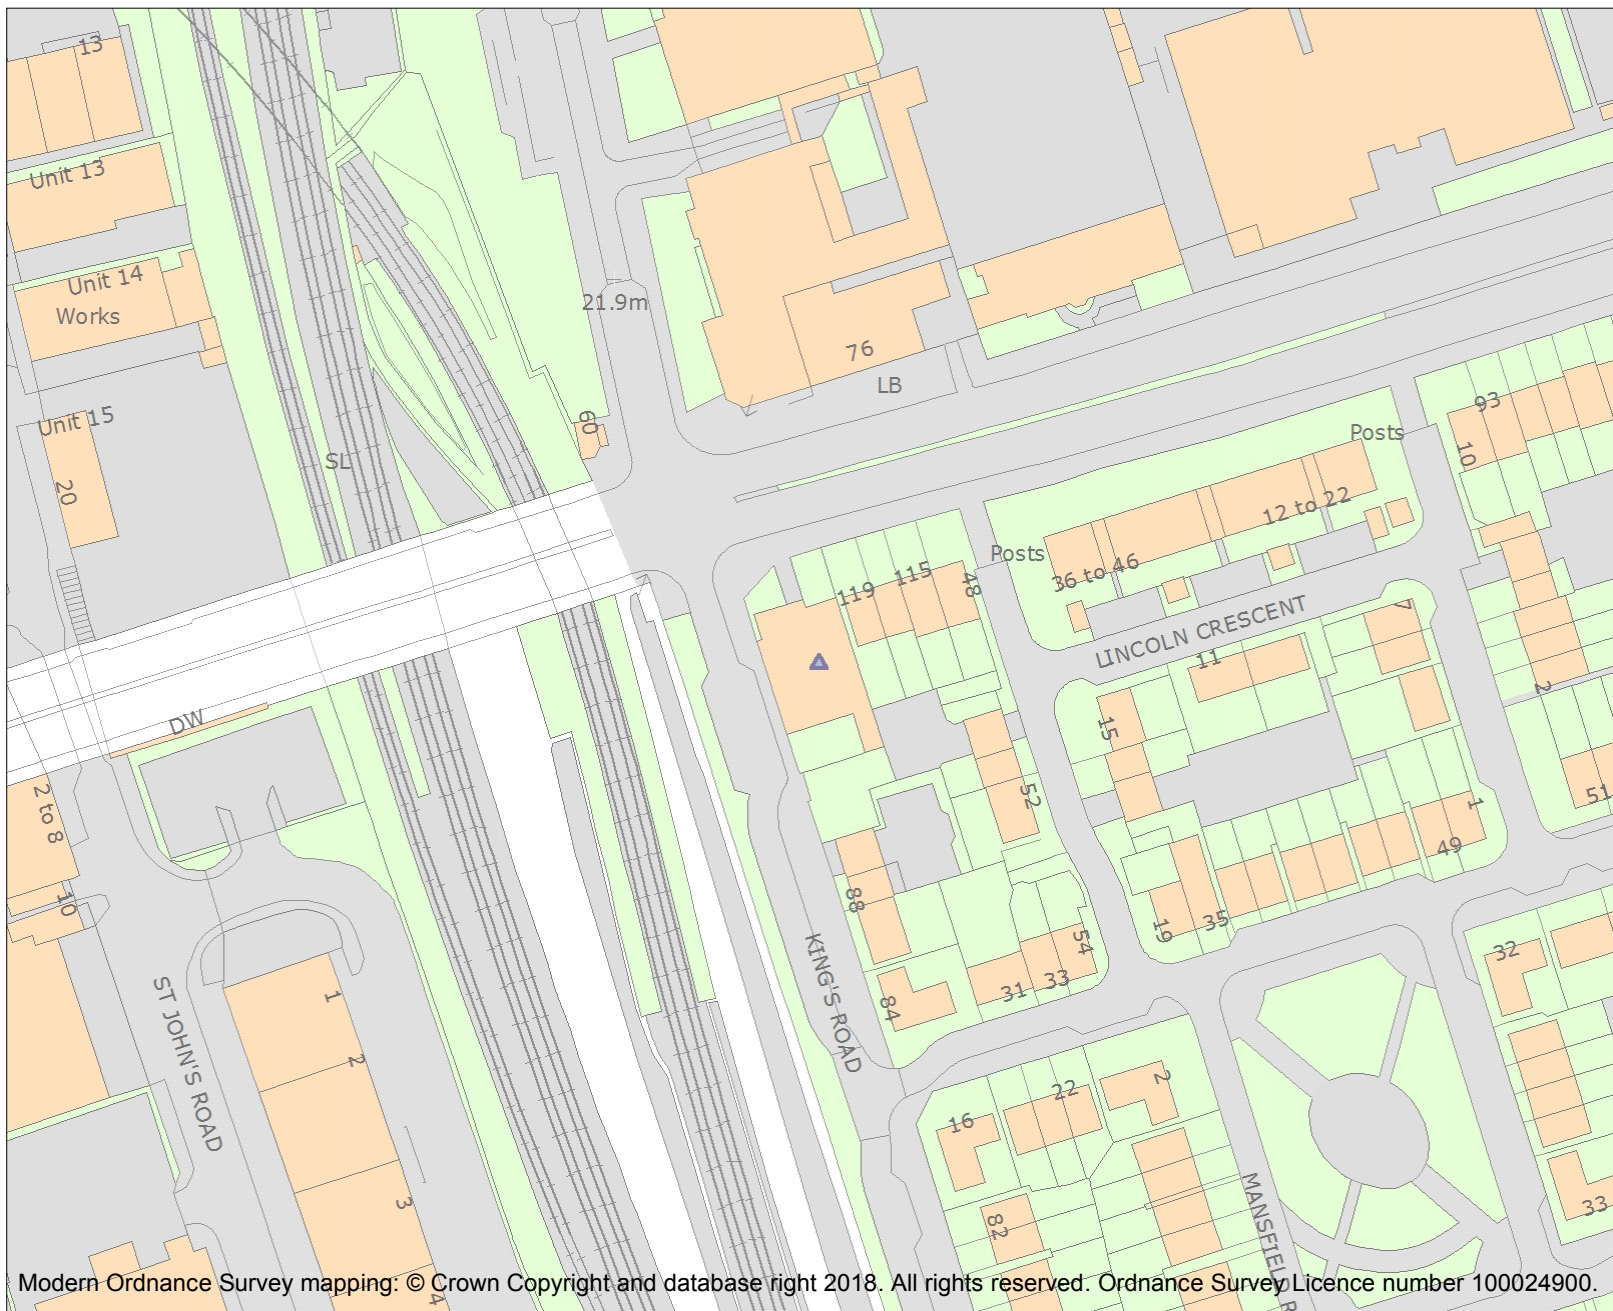 13
Unit 13
Unit 14
Works
21.9m
76
LB
Unit 15
60
93
Posts
10
SL
20
12 to 22
Posts
36 to 46
119
115
48
7
LINCOLN CRESCENT
11
2
DW
15
2 to 8
52
1
51
49
10
88
19
35
54
32
KING'S ROAD
31
33
84
ST JOHN'S ROAD
1
2
22
2
16
3
33
82
MANSFIELD R
4
Modern Ordnance Survey mapping: © Crown Copyright and database right 2018. All rights reserved. Ordnance Survey Licence number 100024900.